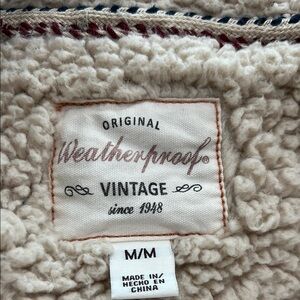 ORIGINAL
Weatherproof®
VINTAGE
since 1948
M/M
MADE IN/
HECHO EN
CHINA